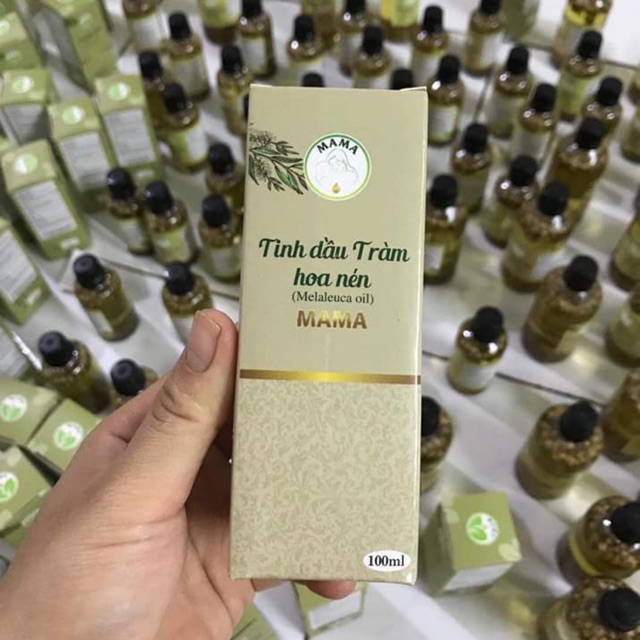 MAMA
Tinh dầu Tràm
hoa nén
(Melaleuca oil)
MAMA
100ml